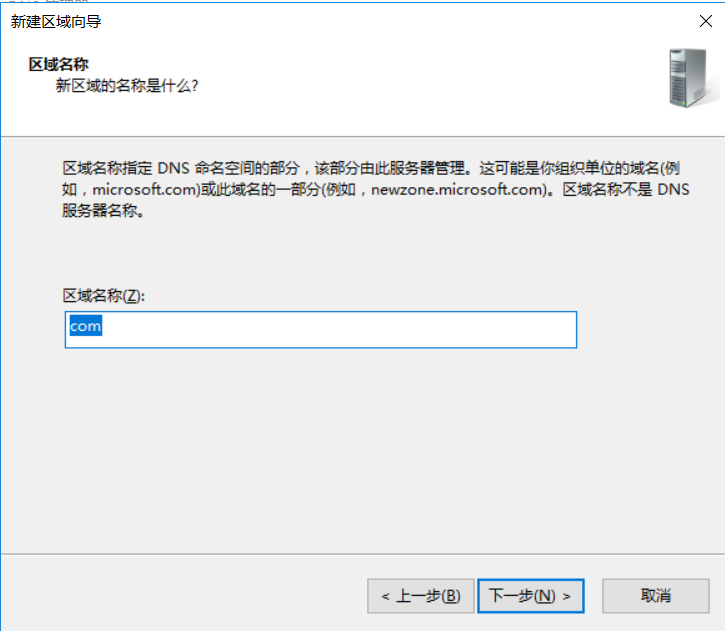 新建区域向导
区域名称
新区域的名称是什么?
区域名称指定 DNS 命名空间的部分，该部分由此服务器管理。这可能是你组织单位的域名(例
如，microsoft.com)或此域名的一部分(例如，newzone.microsoft.com)。区域名称不是 DNS
服务器名称。
区域名称(Z):
com
< 上一步(B)
下一步(N) >
取消